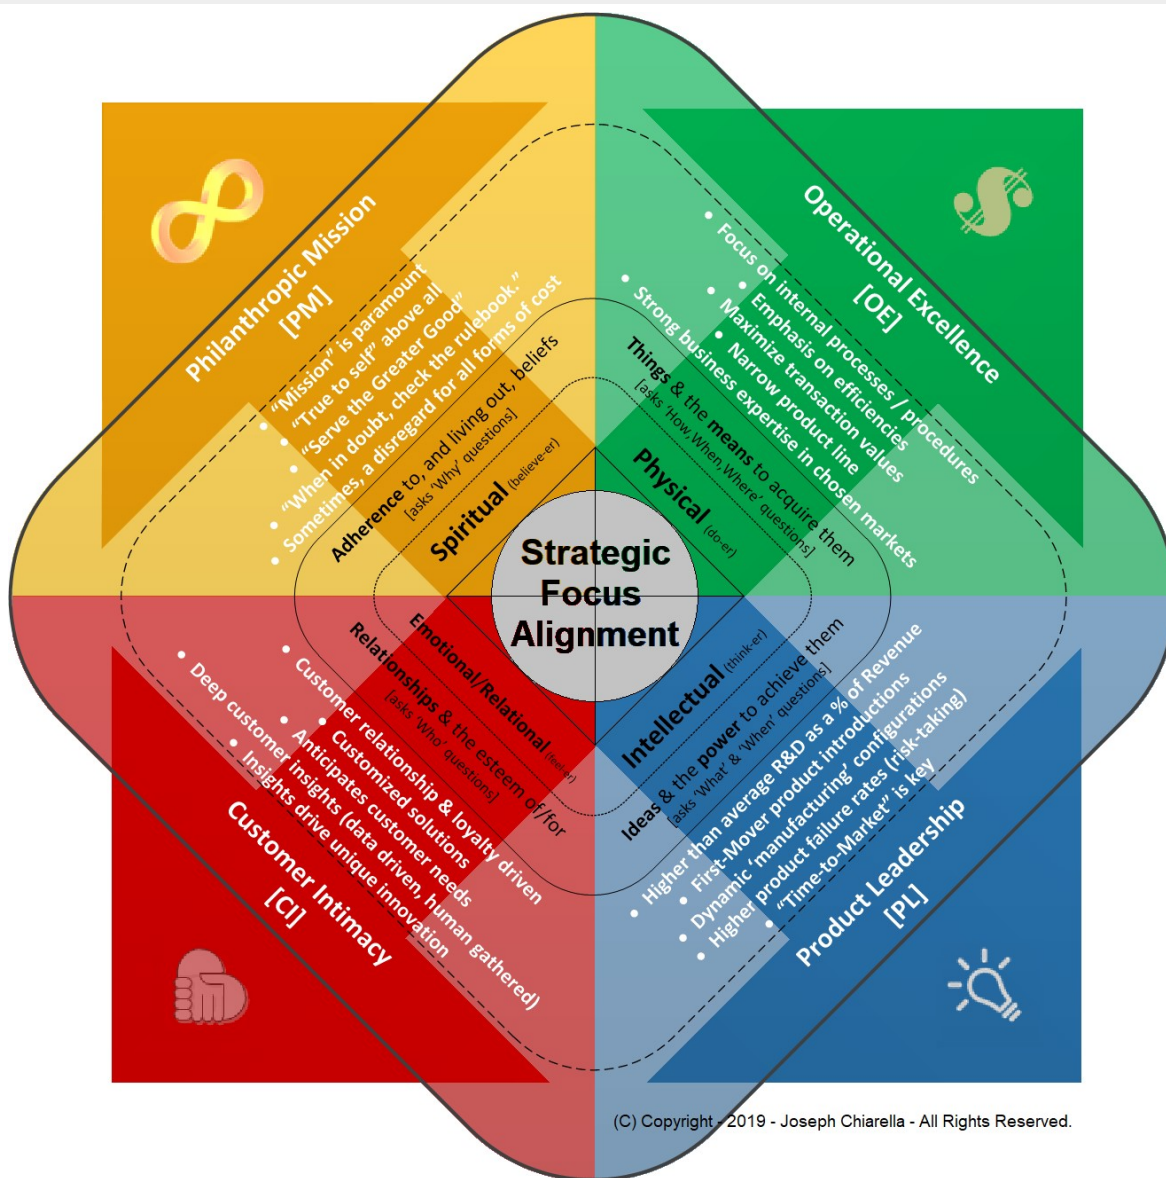 Philanthropic Mission
[PM]
• “Mission” is paramount
• “True to self” above all
• “Serve the Greater Good”
• “When in doubt, check the rulebook.”
• Sometimes, a disregard for all forms of cost
Adherence to, and living out, beliefs
[asks ‘Why’ questions]
Spiritual (believe-er)
Operational Excellence
[OE]
• Focus on internal processes / procedures
• Emphasis on efficiencies
• Maximize transaction values
• Narrow product line
• Strong business expertise in chosen markets
Things & the means to acquire them
[asks ‘How,When,Where’ questions]
Physical (do-er)
Strategic
Focus
Alignment
Emotional/Relational (feel-er)
Relationships & the esteem of/for
[asks ‘Who’ questions]
• Customer relationship & loyalty driven
• Customized solutions
• Anticipates customer needs
• Deep customer insights (data driven, human gathered)
• Insights drive unique innovation
Customer Intimacy
[CI]
Intellectual (think-er)
Ideas & the power to achieve them
[asks ‘What’ & ‘When’ questions]
• Higher than average R&D as a % of Revenue
• First-Mover product introductions
• Dynamic ‘manufacturing’ configurations
• Higher product failure rates (risk-taking)
• “Time-to-Market” is key
Product Leadership
[PL]
(C) Copyright - 2019 - Joseph Chiarella - All Rights Reserved.